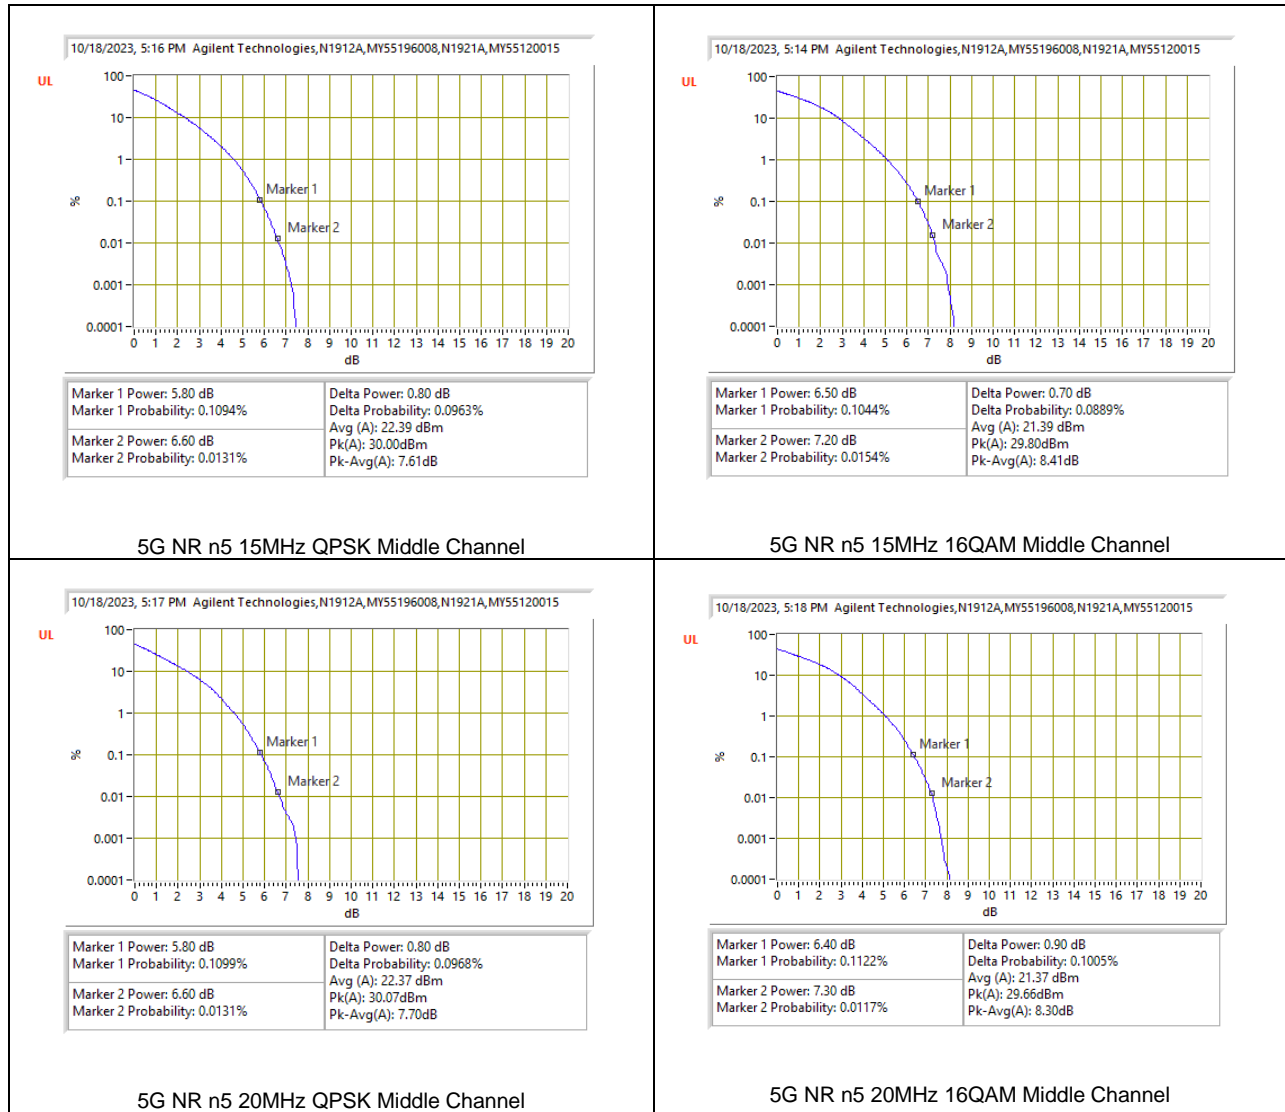 10/18/2023, 5:16 PM Agilent Technologies,N1912A,MY55196008,N1921A,MY55120015
UL
100
10
1
0.1
0.01
0.001
0.0001
%
Marker 1
Marker 2
0 1 2 3 4 5 6 7 8 9 10 11 12 13 14 15 16 17 18 19 20
dB
Marker 1 Power: 5.80 dB
Marker 1 Probability: 0.1094%
Marker 2 Power: 6.60 dB
Marker 2 Probability: 0.0131%
Delta Power: 0.80 dB
Delta Probability: 0.0963%
Avg (A): 22.39 dBm
Pk(A): 30.00dBm
Pk-Avg(A): 7.61dB
5G NR n5 15MHz QPSK Middle Channel
10/18/2023, 5:14 PM Agilent Technologies,N1912A,MY55196008,N1921A,MY55120015
UL
100
10
1
0.1
0.01
0.001
0.0001
%
Marker 1
Marker 2
0 1 2 3 4 5 6 7 8 9 10 11 12 13 14 15 16 17 18 19 20
dB
Marker 1 Power: 6.50 dB
Marker 1 Probability: 0.1044%
Marker 2 Power: 7.20 dB
Marker 2 Probability: 0.0154%
Delta Power: 0.70 dB
Delta Probability: 0.0889%
Avg (A): 21.39 dBm
Pk(A): 29.80dBm
Pk-Avg(A): 8.41dB
5G NR n5 15MHz 16QAM Middle Channel
10/18/2023, 5:17 PM Agilent Technologies,N1912A,MY55196008,N1921A,MY55120015
UL
100
10
1
0.1
0.01
0.001
0.0001
%
Marker 1
Marker 2
0 1 2 3 4 5 6 7 8 9 10 11 12 13 14 15 16 17 18 19 20
dB
Marker 1 Power: 5.80 dB
Marker 1 Probability: 0.1099%
Marker 2 Power: 6.60 dB
Marker 2 Probability: 0.0131%
Delta Power: 0.80 dB
Delta Probability: 0.0968%
Avg (A): 22.37 dBm
Pk(A): 30.07dBm
Pk-Avg(A): 7.70dB
5G NR n5 20MHz QPSK Middle Channel
10/18/2023, 5:18 PM Agilent Technologies,N1912A,MY55196008,N1921A,MY55120015
UL
100
10
1
0.1
0.01
0.001
0.0001
%
Marker 1
Marker 2
0 1 2 3 4 5 6 7 8 9 10 11 12 13 14 15 16 17 18 19 20
dB
Marker 1 Power: 6.40 dB
Marker 1 Probability: 0.1122%
Marker 2 Power: 7.30 dB
Marker 2 Probability: 0.0117%
Delta Power: 0.90 dB
Delta Probability: 0.1005%
Avg (A): 21.37 dBm
Pk(A): 29.66dBm
Pk-Avg(A): 8.30dB
5G NR n5 20MHz 16QAM Middle Channel